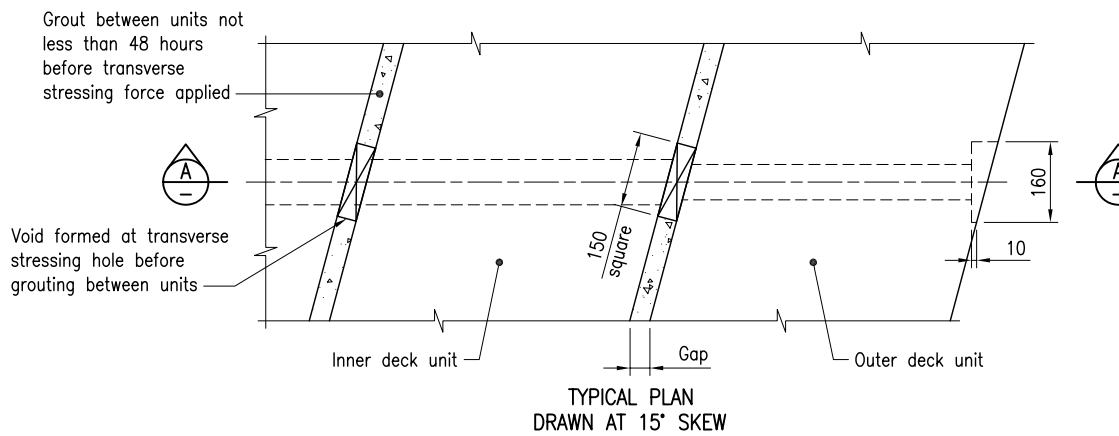 Grout between units not
less than 48 hours
before transverse
stressing force applied
A
–
A
–
160
10
150
square
Void formed at transverse
stressing hole before
grouting between units
Inner deck unit
Gap
Outer deck unit
TYPICAL PLAN
DRAWN AT 15° SKEW